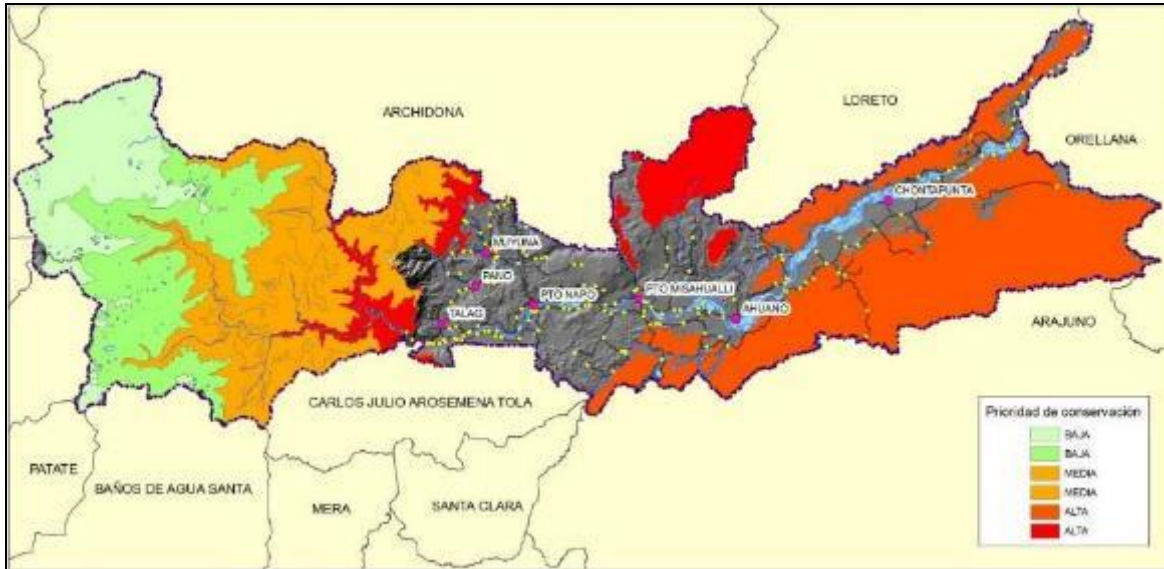 ARCHIDONA
LORETO
ORELLANA
CHONTAPUNTA
MUYUNA
PANO
PTO NAPO
PTO MISAHUALLI
TALAG
AHUANO
ARAJUNO
CARLOS JULIO AROSEMENA TOLA
PATATE
BAÑOS DE AGUA SANTA
MERA
SANTA CLARA
Prioridad de conservación
BAJA
BAJA
MEDIA
MEDIA
ALTA
ALTA